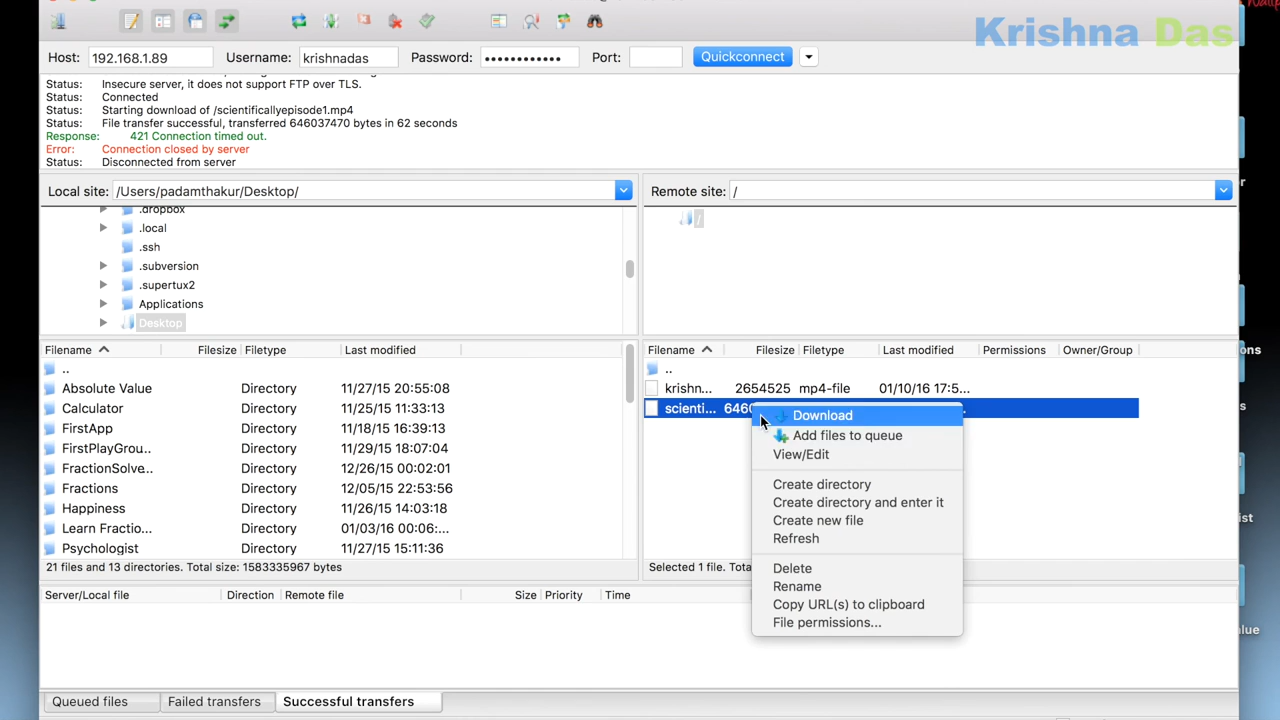 Krishna Das
Host: 192.168.1.89 Username: krishnadas Password: •••••••••••• Port: Quickconnect
Status: Insecure server, it does not support FTP over TLS.
Status: Connected
Status: Starting download of /scientificallyepisode1.mp4
Status: File transfer successful, transferred 646037470 bytes in 62 seconds
Response: 421 Connection timed out.
Error: Connection closed by server
Status: Disconnected from server
Local site: /Users/padamthakur/Desktop/
Remote site: /
.dropbox
.local
.ssh
.subversion
.supertux2
Applications
Desktop
/
Filename Filesize Filetype Last modified
..
Absolute Value Directory 11/27/15 20:55:08
Calculator Directory 11/25/15 11:33:13
FirstApp Directory 11/18/15 16:39:13
FirstPlayGrou... Directory 11/29/15 18:07:04
FractionSolve... Directory 12/26/15 00:02:01
Fractions Directory 12/05/15 22:53:56
Happiness Directory 11/26/15 14:03:18
Learn Fractio... Directory 01/03/16 00:06:...
Psychologist Directory 11/27/15 15:11:36
21 files and 13 directories. Total size: 1583335967 bytes
Filename Filesize Filetype Last modified Permissions Owner/Group
..
krishn... 2654525 mp4-file 01/10/16 17:5...
scienti... 646
Download
Add files to queue
View/Edit
Create directory
Create directory and enter it
Create new file
Refresh
Delete
Rename
Copy URL(s) to clipboard
File permissions...
Selected 1 file. Tota
Server/Local file Direction Remote file Size Priority Time
Queued files Failed transfers Successful transfers
ons
ist
alue